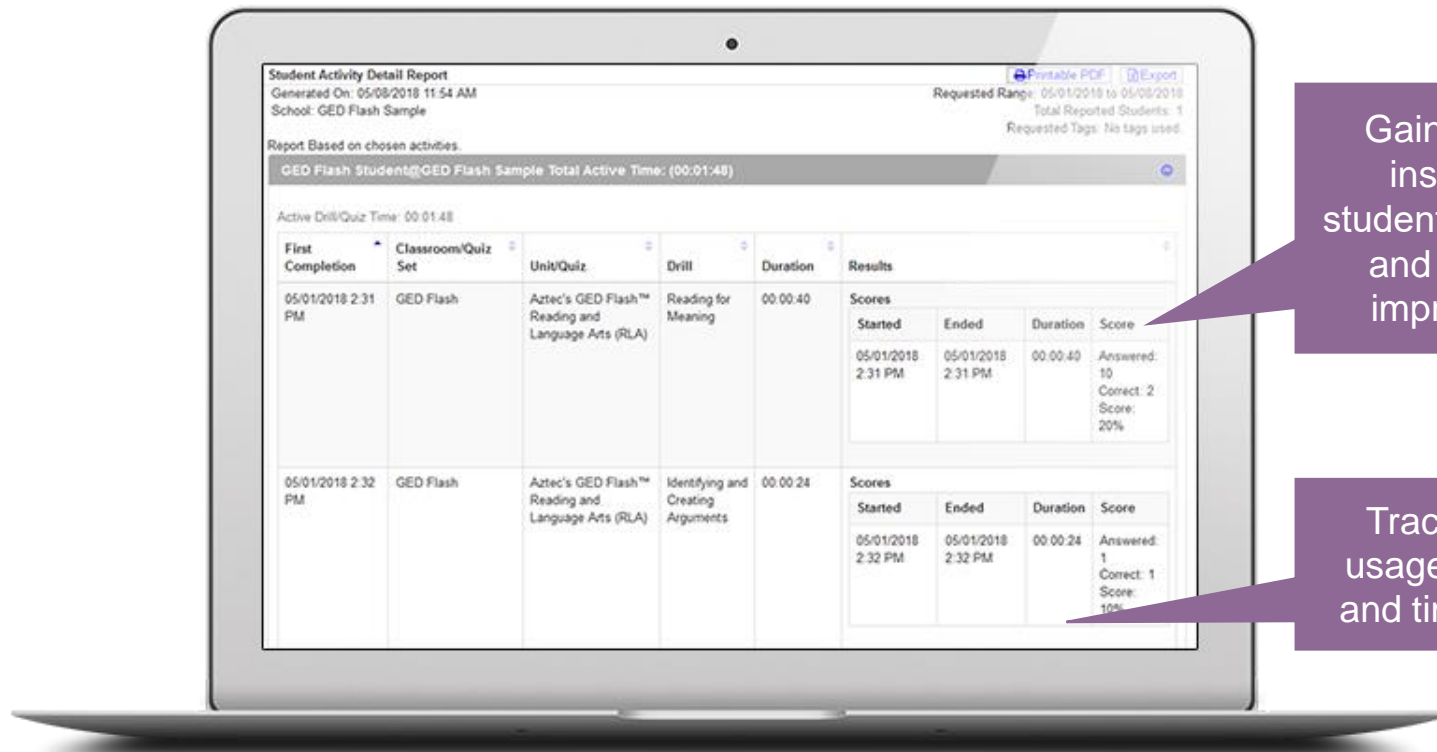 Student Activity Detail Report
Printable PDF Export
Generated On: 05/08/2018 11:54 AM
Requested Range: 05/01/2018 to 05/08/2018
School: GED Flash Sample
Total Reported Students: 1
Requested Tags: No tags used.
Report Based on chosen activities.
GED Flash Student@GED Flash Sample Total Active Time: (00:01:48)
Active Drill/Quiz Time: 00:01:48
First Completion Classroom/Quiz Set Unit/Quiz Drill Duration Results
05/01/2018 2:31 PM
GED Flash
Aztec's GED Flash™
Reading and
Language Arts (RLA)
Reading for
Meaning
00:00:40
Scores
Started Ended Duration Score
05/01/2018
2:31 PM
05/01/2018
2:31 PM
00:00:40
Answered:
10
Correct: 2
Score:
20%
05/01/2018 2:32
PM
GED Flash
Aztec's GED Flash™
Reading and
Language Arts (RLA)
Identifying and
Creating
Arguments
00:00:24
Scores
Started Ended Duration Score
05/01/2018
2:32 PM
05/01/2018
2:32 PM
00:00:24
Answered:
1
Correct: 1
Score:
10%
Gain
ins
student
and
impr
Trac
usage
and tir